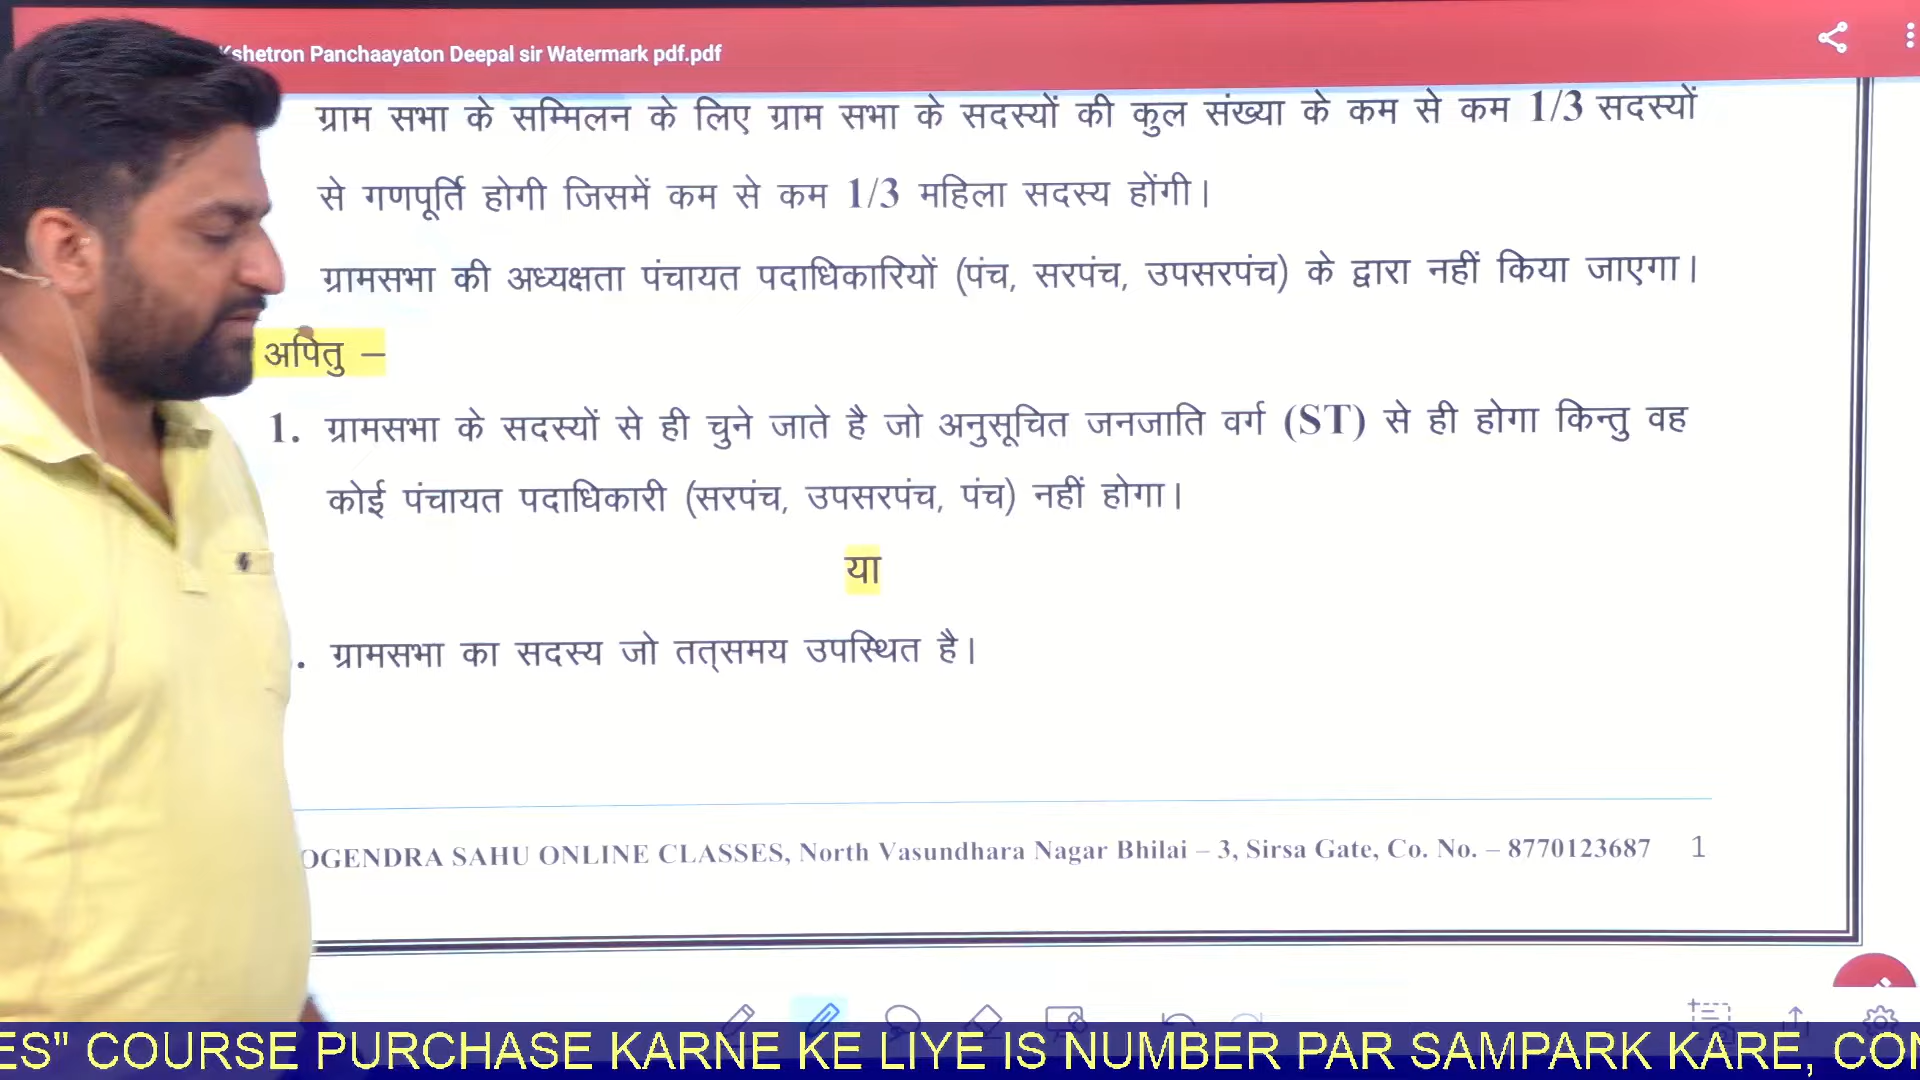 Kshetron Panchaayaton Deepal sir Watermark pdf.pdf
ग्राम सभा के सम्मिलन के लिए ग्राम सभा के सदस्यों की कुल संख्या के कम से कम 1/3 सदस्यों
से गणपूर्ति होगी जिसमें कम से कम 1/3 महिला सदस्य होंगी।
ग्रामसभा की अध्यक्षता पंचायत पदाधिकारियों (पंच, सरपंच, उपसरपंच) के द्वारा नहीं किया जाएगा।
अपितु –
1. ग्रामसभा के सदस्यों से ही चुने जाते है जो अनुसूचित जनजाति वर्ग (ST) से ही होगा किन्तु वह
कोई पंचायत पदाधिकारी (सरपंच, उपसरपंच, पंच) नहीं होगा।
या
. ग्रामसभा का सदस्य जो तत्समय उपस्थित है।
OGENDRA SAHU ONLINE CLASSES, North Vasundhara Nagar Bhilai – 3, Sirsa Gate, Co. No. – 8770123687 1
ES" COURSE PURCHASE KARNE KE LIYE IS NUMBER PAR SAMPARK KARE, CON